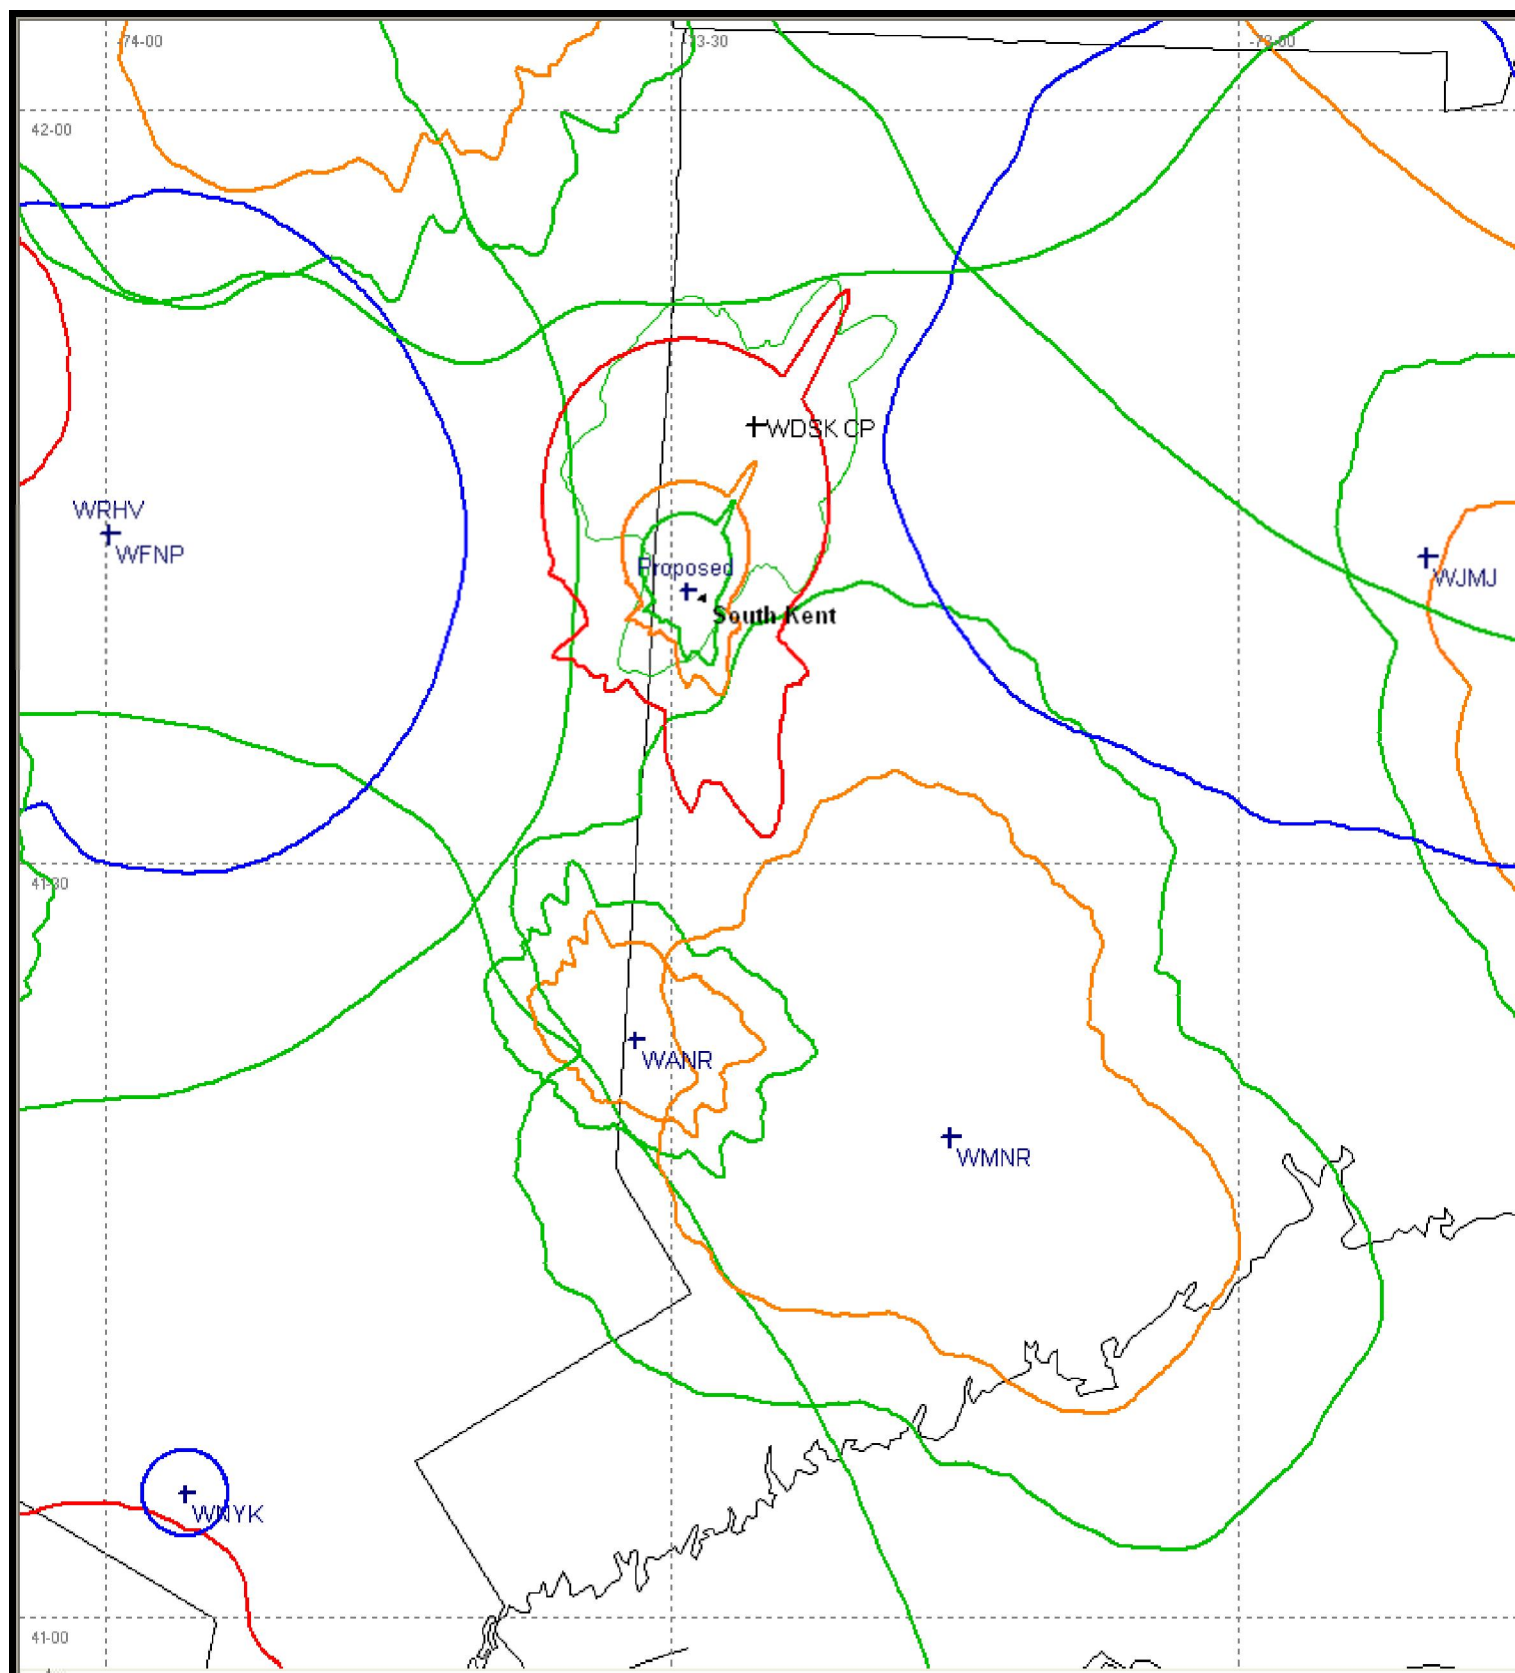 -74-00
73-30
-73-00
42-00
WDSK CP
WRHV
WFNP
Proposed
WJMJ
South Kent
41-30
WANR
WMNR
WNYK
41-00